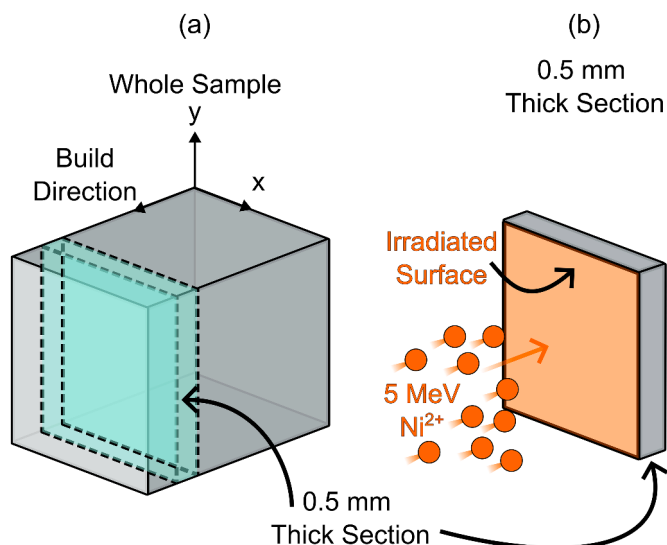 (a)
Whole Sample
y
Build
Direction
x
0.5 mm
Thick Section
(b)
0.5 mm
Thick Section
Irradiated
Surface
5 MeV
Ni²⁺